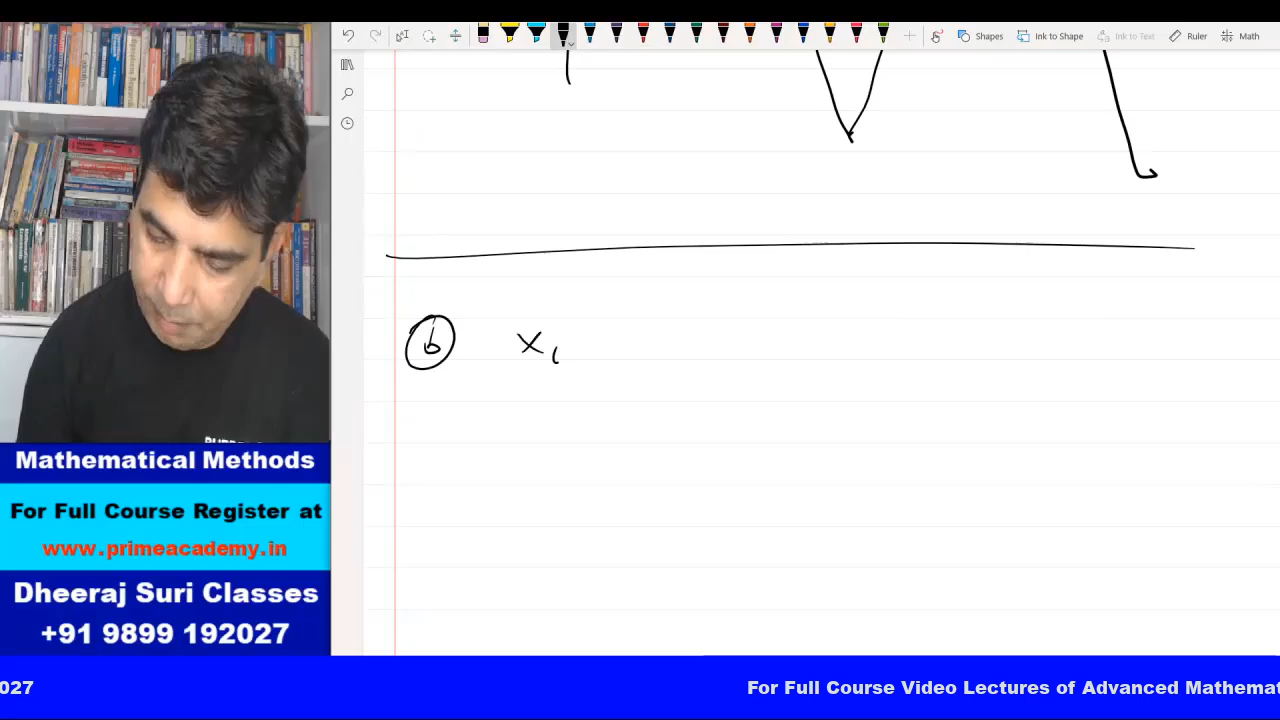 Shapes
Ink to Shape
Ink to Text
Ruler
Math
b x
Mathematical Methods
For Full Course Register at
www.primeacademy.in
Dheeraj Suri Classes
+91 9899 192027
027
For Full Course Video Lectures of Advanced Mathemat